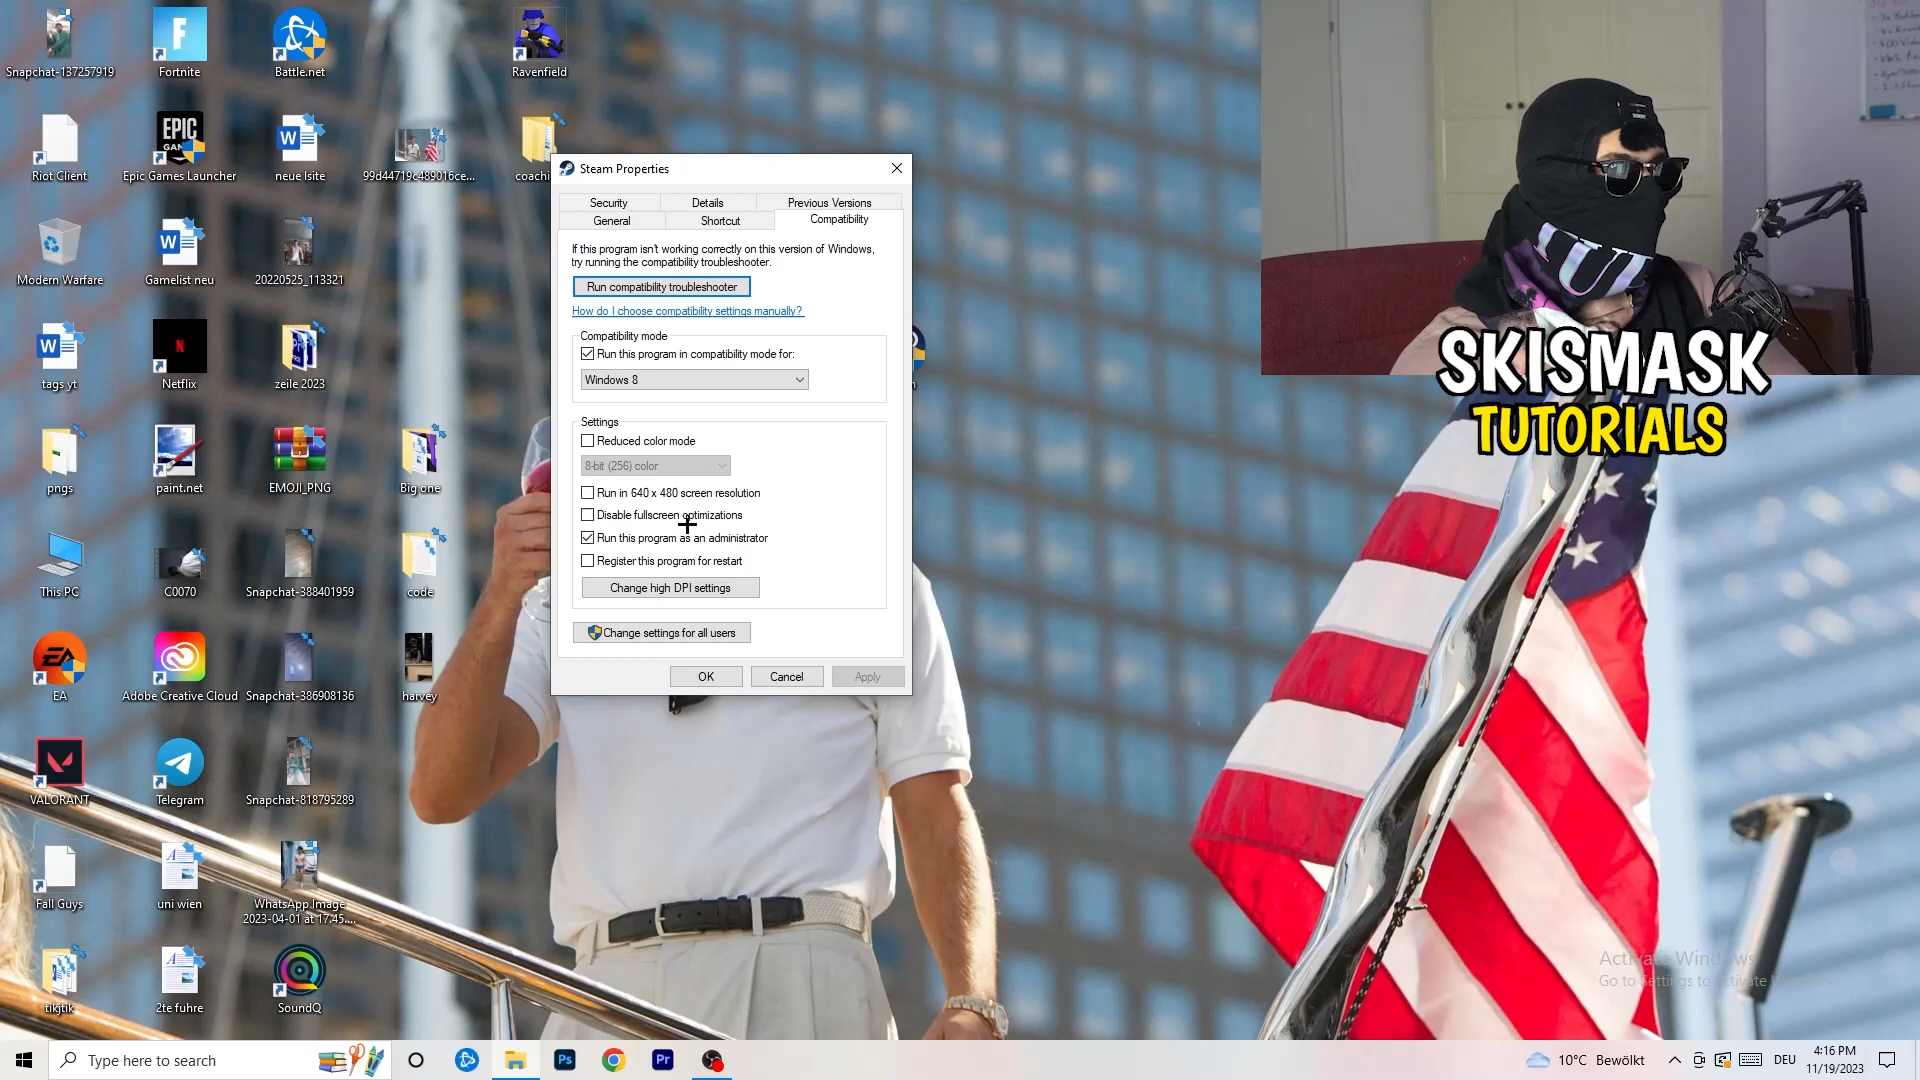 Snapchat-137257919
Fortnite
Battle.net
Ravenfield
Riot Client
EPIC
Epic Games Launcher
neue lsite
99d44719c489016ce...
coachi
Modern Warfare
Gamelist neu
20220525_113321
tags yt
Netflix
zeile 2023
pngs
paint.net
EMOJI_PNG
Big one
This PC
C0070
Snapchat-388401959
code
EA
Adobe Creative Cloud
Snapchat-386908136
harvey
VALORANT
Telegram
Snapchat-818795289
Fall Guys
uni wien
WhatsApp Image
2023-04-01 at 17.45....
tikjtik
2te fuhre
SoundQ
Steam Properties
Security
Details
Previous Versions
General
Shortcut
Compatibility
If this program isn't working correctly on this version of Windows,
try running the compatibility troubleshooter.
Run compatibility troubleshooter
How do I choose compatibility settings manually?
Compatibility mode
Run this program in compatibility mode for:
Windows 8
Settings
Reduced color mode
8-bit (256) color
Run in 640 x 480 screen resolution
Disable fullscreen optimizations
Run this program as an administrator
Register this program for restart
Change high DPI settings
Change settings for all users
OK
Cancel
Apply
SKISMASK
TUTORIALS
Activate Windows
Go to Settings to activate
Type here to search
Ps
Pr
10°C Bewölkt
DEU
4:16 PM
11/19/2023